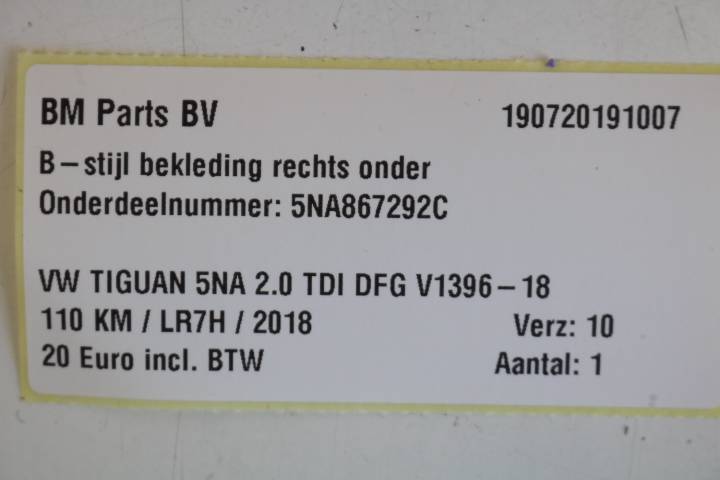 BM Parts BV 190720191007
B-stijl bekleding rechts onder
Onderdeelnummer: 5NA867292C
VW TIGUAN 5NA 2.0 TDI DFG V1396-18
110 KM / LR7H / 2018 Verz: 10
20 Euro incl. BTW Aantal: 1